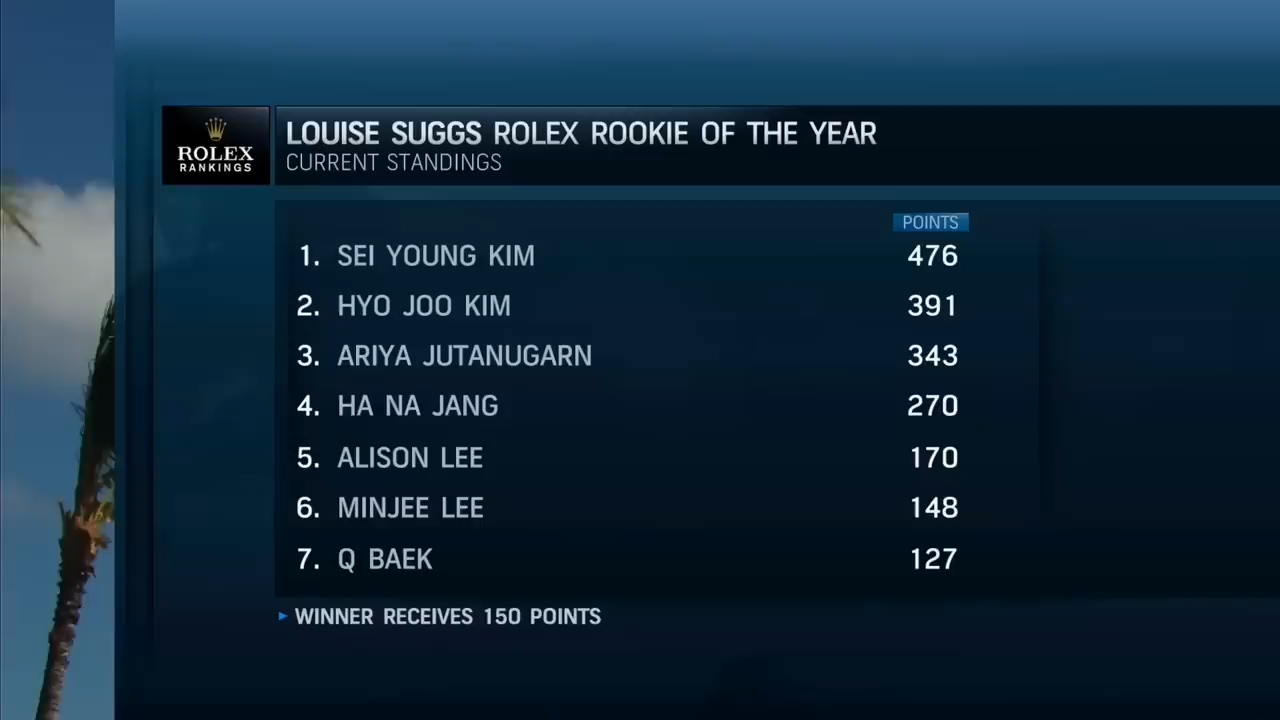 ROLEX
RANKINGS
LOUISE SUGGS ROLEX ROOKIE OF THE YEAR
CURRENT STANDINGS
POINTS
1. SEI YOUNG KIM 476
2. HYO JOO KIM 391
3. ARIYA JUTANUGARN 343
4. HA NA JANG 270
5. ALISON LEE 170
6. MINJEE LEE 148
7. Q BAEK 127
WINNER RECEIVES 150 POINTS